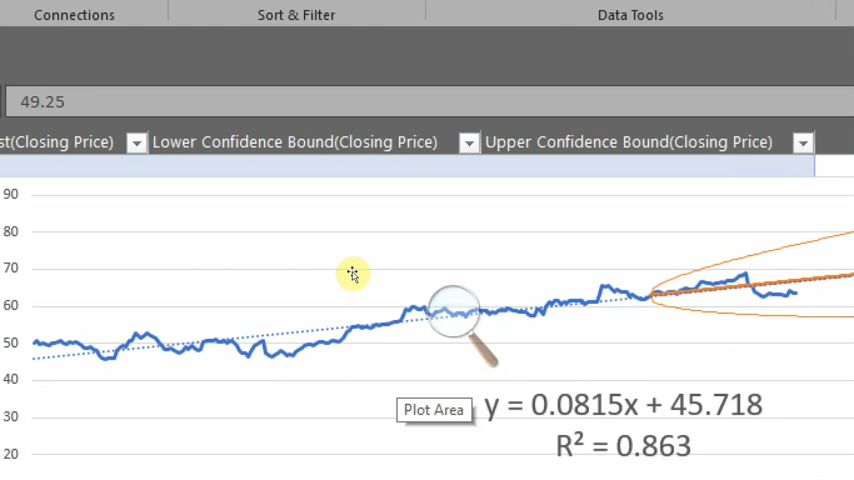 Connections Sort & Filter Data Tools
49.25
st(Closing Price) Lower Confidence Bound(Closing Price) Upper Confidence Bound(Closing Price)
90
80
70
60
50
40
30
20
Plot Area
y = 0.0815x + 45.718
R² = 0.863